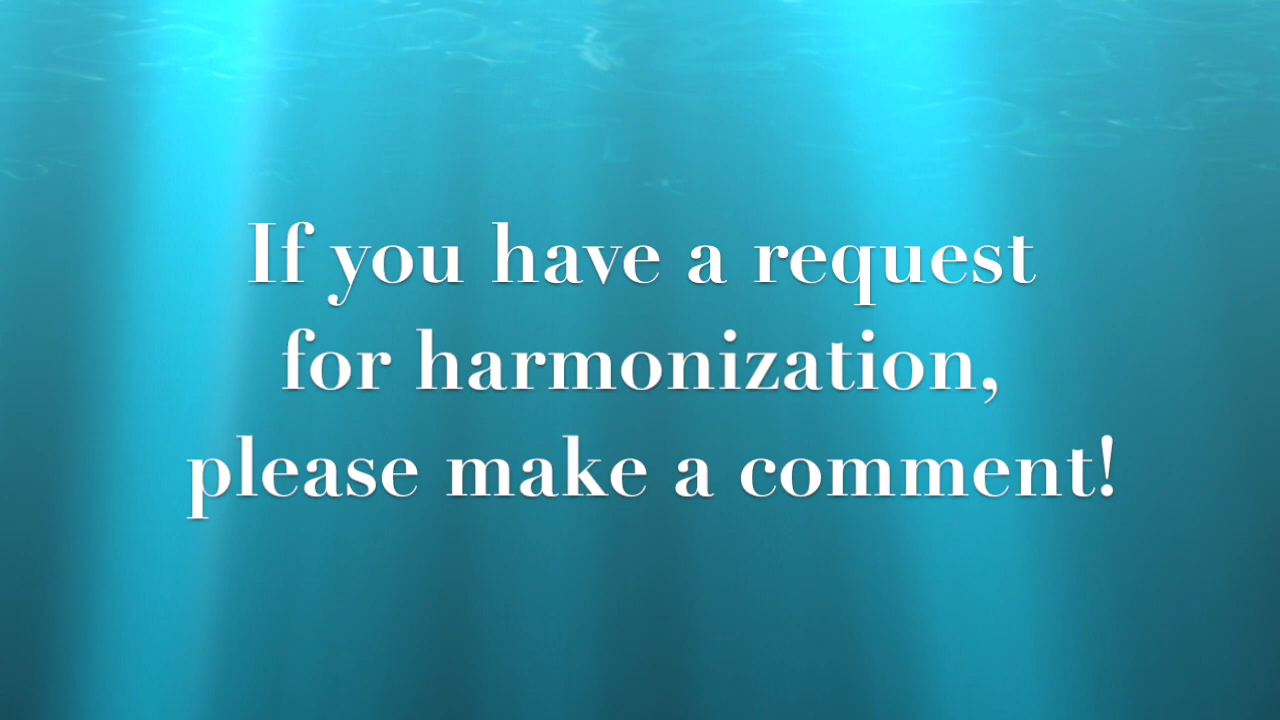 If you have a request
for harmonization,
please make a comment!